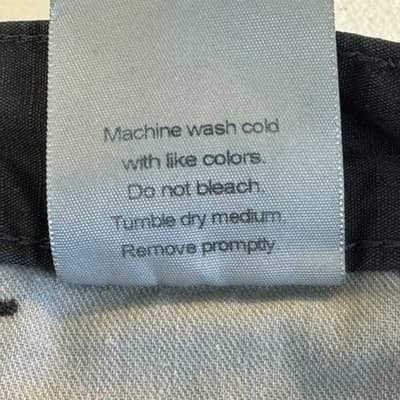 Machine wash cold
with like colors.
Do not bleach.
Tumble dry medium.
Remove promptly